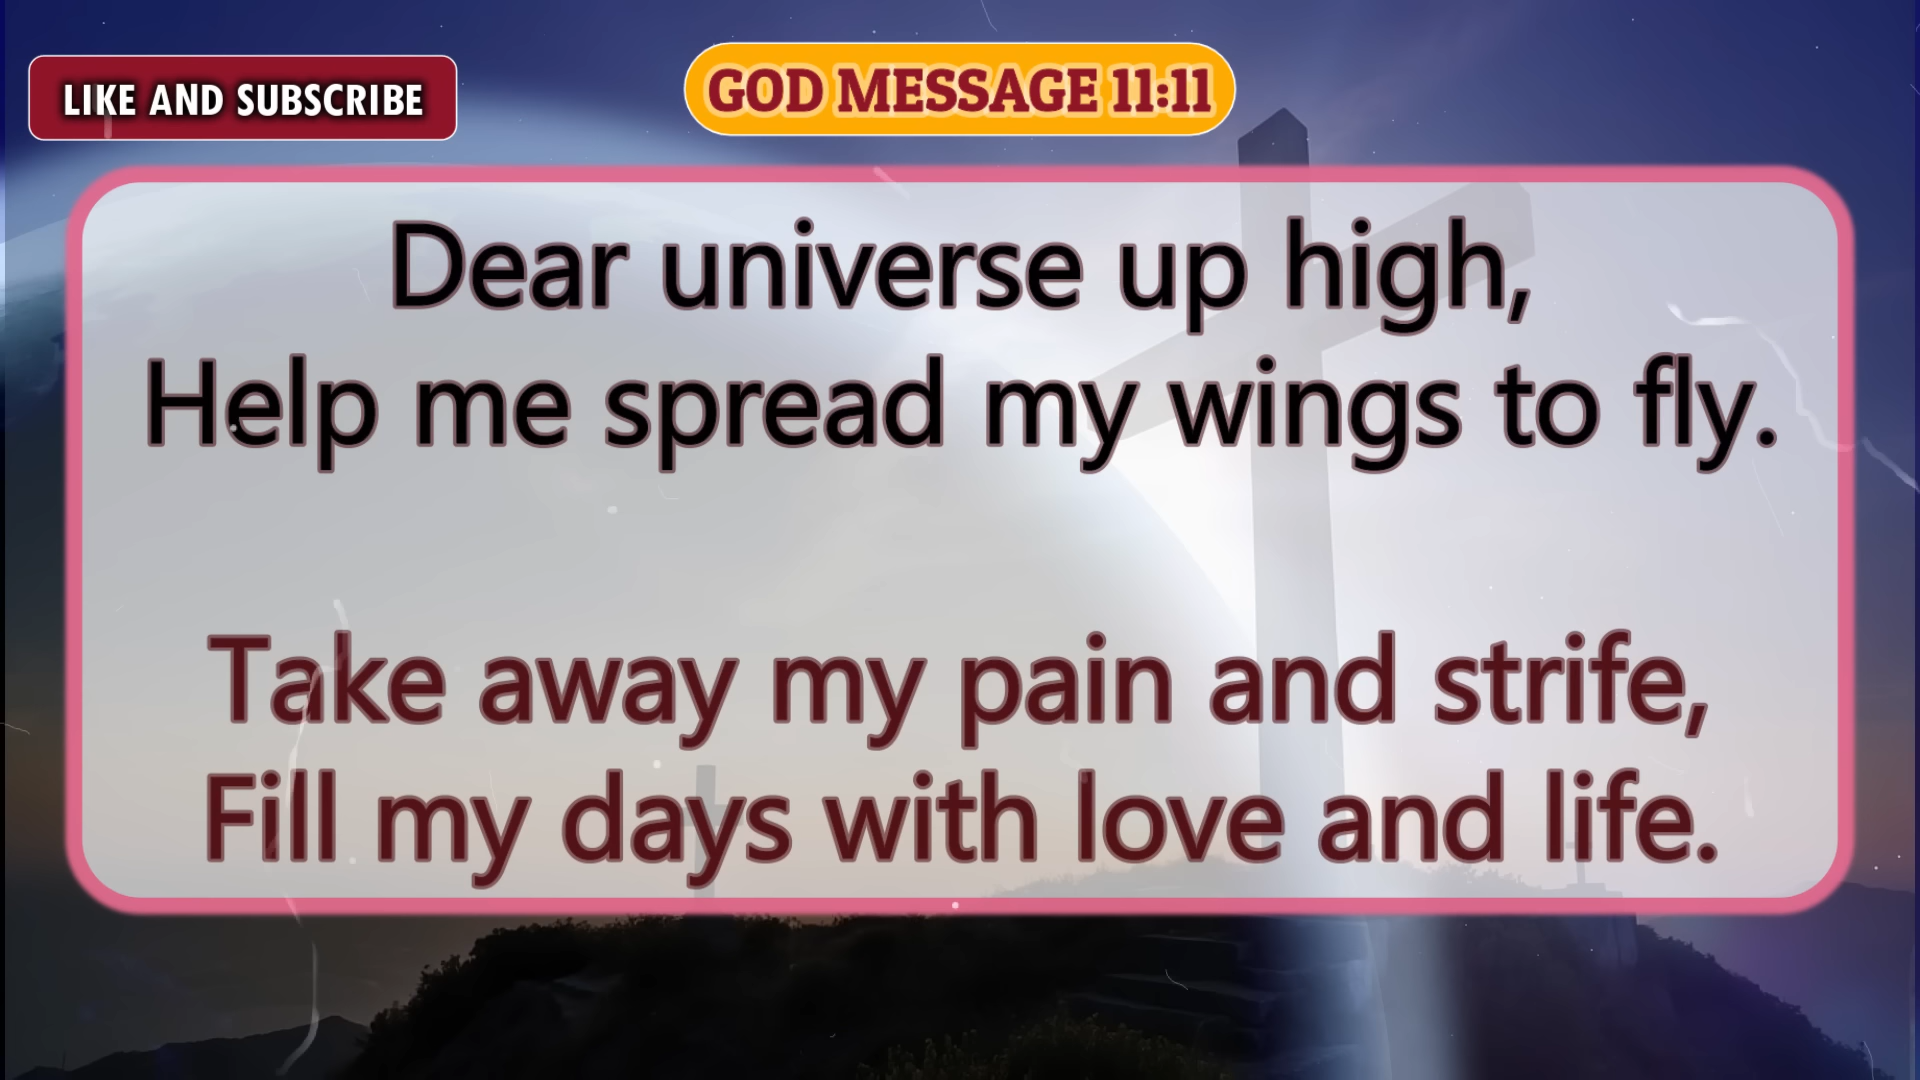 LIKE AND SUBSCRIBE
GOD MESSAGE 11:11
Dear universe up high,
Help me spread my wings to fly.
Take away my pain and strife,
Fill my days with love and life.